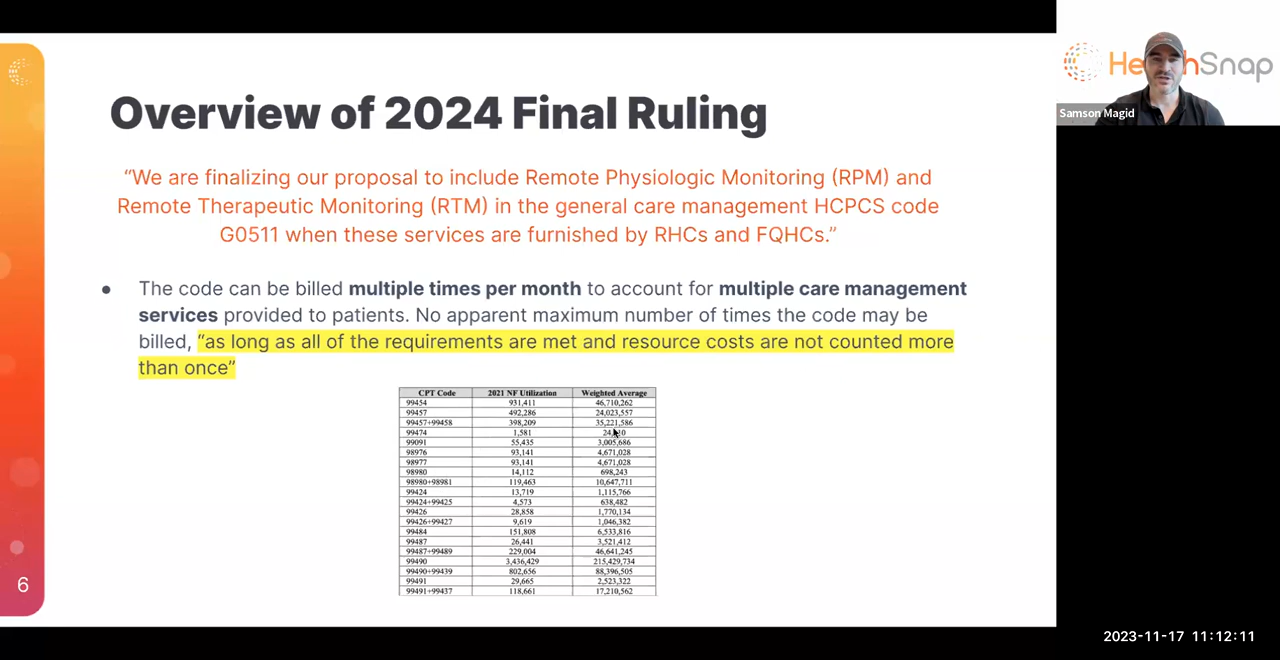 Overview of 2024 Final Ruling
“We are finalizing our proposal to include Remote Physiologic Monitoring (RPM) and
Remote Therapeutic Monitoring (RTM) in the general care management HCPCS code
G0511 when these services are furnished by RHCs and FQHCs.”
● The code can be billed multiple times per month to account for multiple care management
services provided to patients. No apparent maximum number of times the code may be
billed, “as long as all of the requirements are met and resource costs are not counted more
than once”
CPT Code 2021 NF Utilization Weighted Average
99454 931,411 46,710,262
99457 492,286 24,023,557
99457+99458 398,209 35,221,586
99474 1,581
99091 55,435 3,005,686
98976 93,141 4,671,028
98977 93,141 4,671,028
98980 14,112 698,243
98980+98981 119,463 10,647,711
99424 13,719 1,115,766
99424+99425 4,573 638,482
99426 28,858 1,770,134
99426+99427 9,619 1,046,382
99484 151,808 6,533,816
99487 26,441 3,521,412
99487+99489 229,004 46,641,245
99490 3,436,429 215,429,734
99490+99439 802,656 88,396,505
99491 29,665 2,523,322
99491+99437 118,661 17,210,562
6
Snap
Samson Magid
2023-11-17 11:12:11